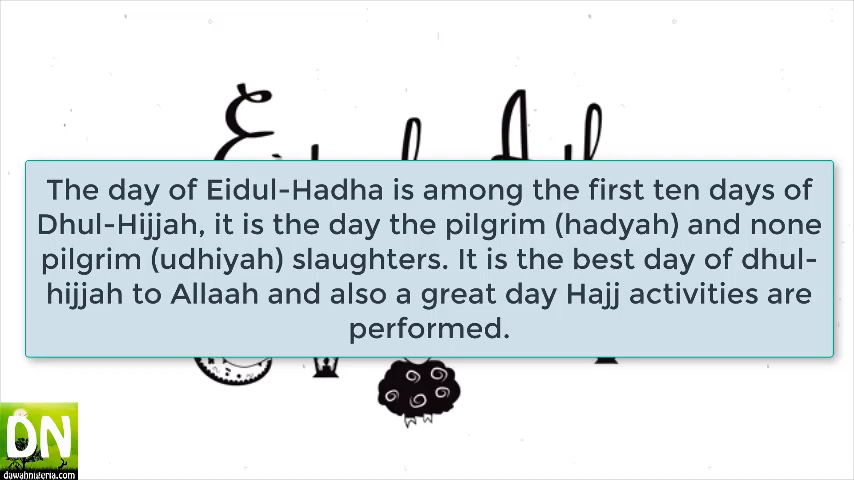 The day of Eidul-Hadha is among the first ten days of
Dhul-Hijjah, it is the day the pilgrim (hadyah) and none
pilgrim (udhiyah) slaughters. It is the best day of dhul-
hijjah to Allaah and also a great day Hajj activities are
performed.
DN
dawahnigeria.com